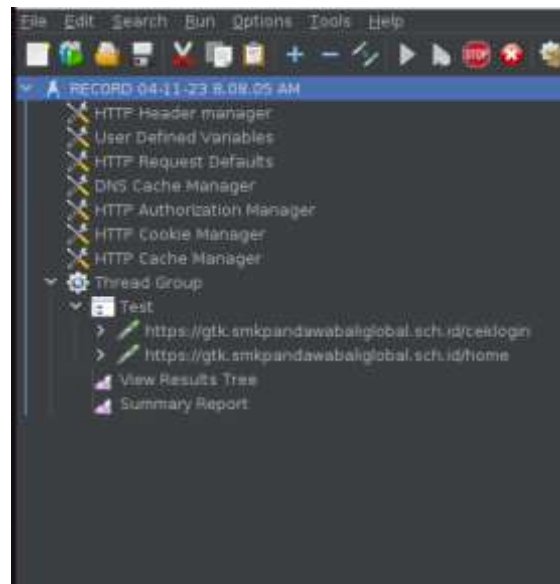 File Edit Search Run Options Tools Help
STOP
RECORD 04-11-23 8.08.05 AM
HTTP Header manager
User Defined Variables
HTTP Request Defaults
DNS Cache Manager
HTTP Authorization Manager
HTTP Cookie Manager
HTTP Cache Manager
Thread Group
Test
https://gtk.smkpandawabaliglobal.sch.id/ceklogin
https://gtk.smkpandawabaliglobal.sch.id/home
View Results Tree
Summary Report